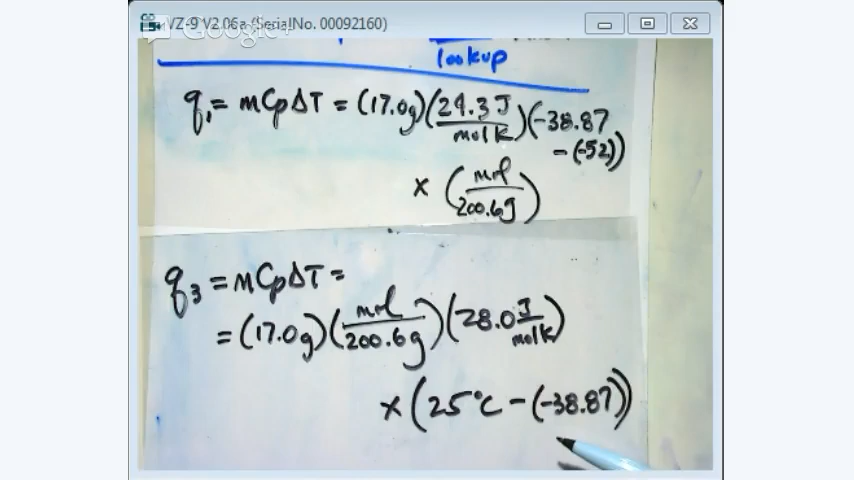 VZ-9 V2.06a (SerialNo. 00092160)
Google+
lookup
q₁ = mCpΔT = (17.0g)(24.3 J / mol K)(-38.87
- (-52))
× (mol / 200.6g)
q₃ = mCpΔT =
= (17.0g)(mol / 200.6g)(28.0 J / mol K)
× (25°C - (-38.87))